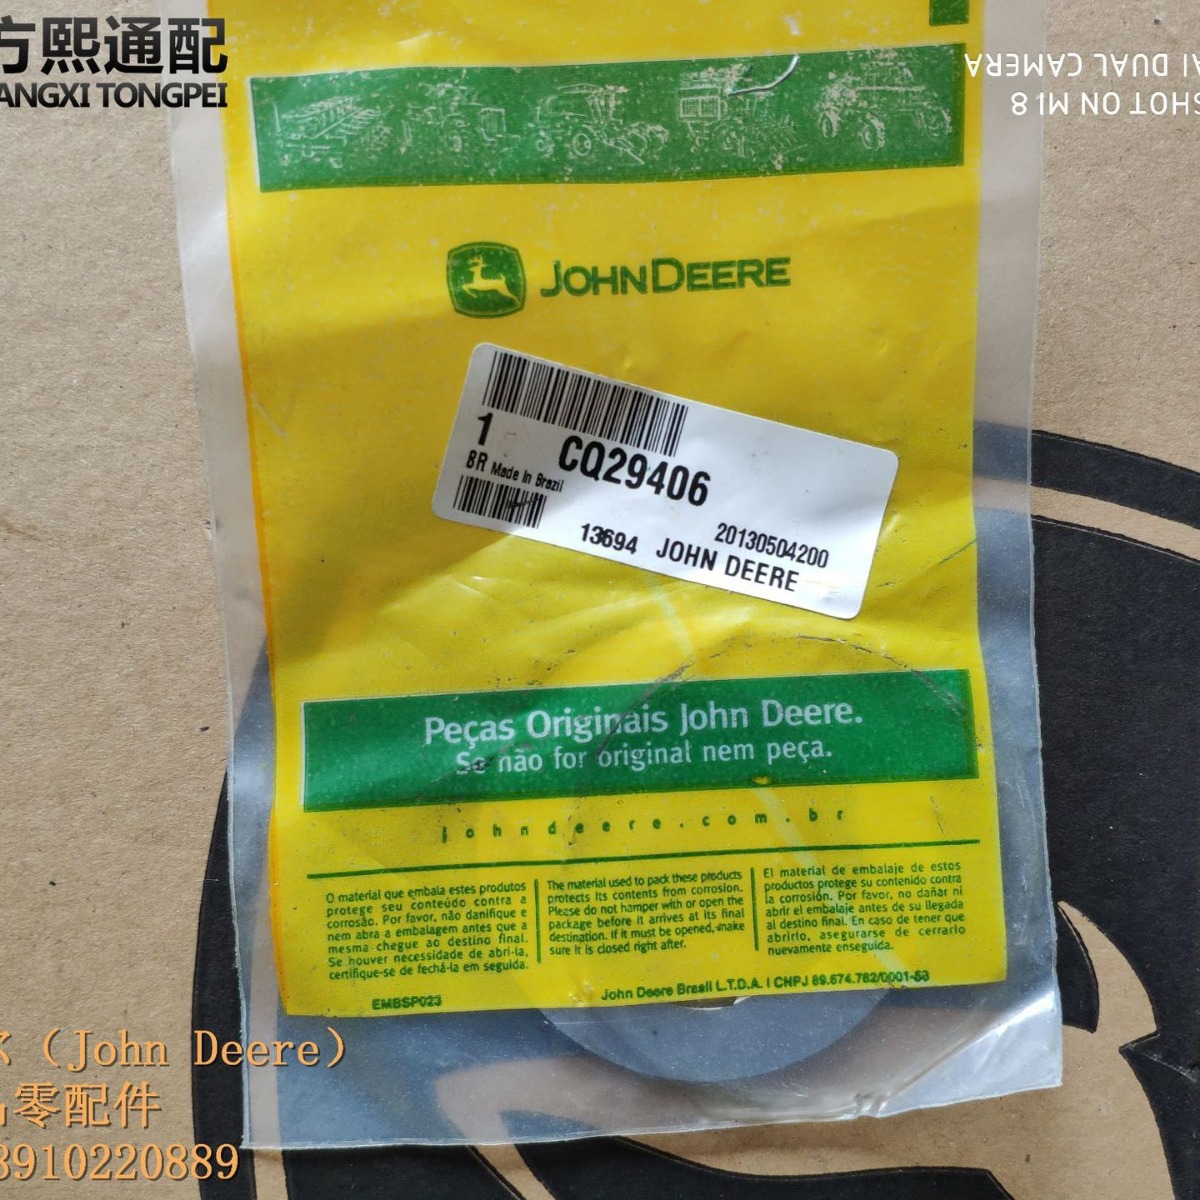 方熙通配
ANGXI TONGPEI
SHOT ON MI 8
AI DUAL CAMERA
JOHN DEERE
1
CQ29406
BR Made In Brazil
20130504200
13694 JOHN DEERE
Peças Originais John Deere.
Se não for original nem peça.
johndeere.com.br
O material que embala estes produtos
protege seu conteúdo contra a
corrosão. Por favor, não danifique e
nem abra a embalagem antes que a
mesma chegue ao destino final.
Se houver necessidade de abri-la,
certifique-se de fechá-la em seguida.
The material used to pack these products
protects its contents from corrosion.
Please do not hamper with or open the
package before it arrives at its final
destination. If it must be opened, make
sure it is closed right after.
El material de embalaje de estos
productos protege su contenido contra
la corrosión. Por favor, no dañar ni
abrir el embalaje antes de su llegada
al destino final. En caso de tener que
abrirlo, asegurarse de cerrarlo
nuevamente enseguida.
EMBSP023
John Deere Brasil L.T.D.A. | CNPJ 89.674.782/0001-58
（John Deere）
零配件
8910220889